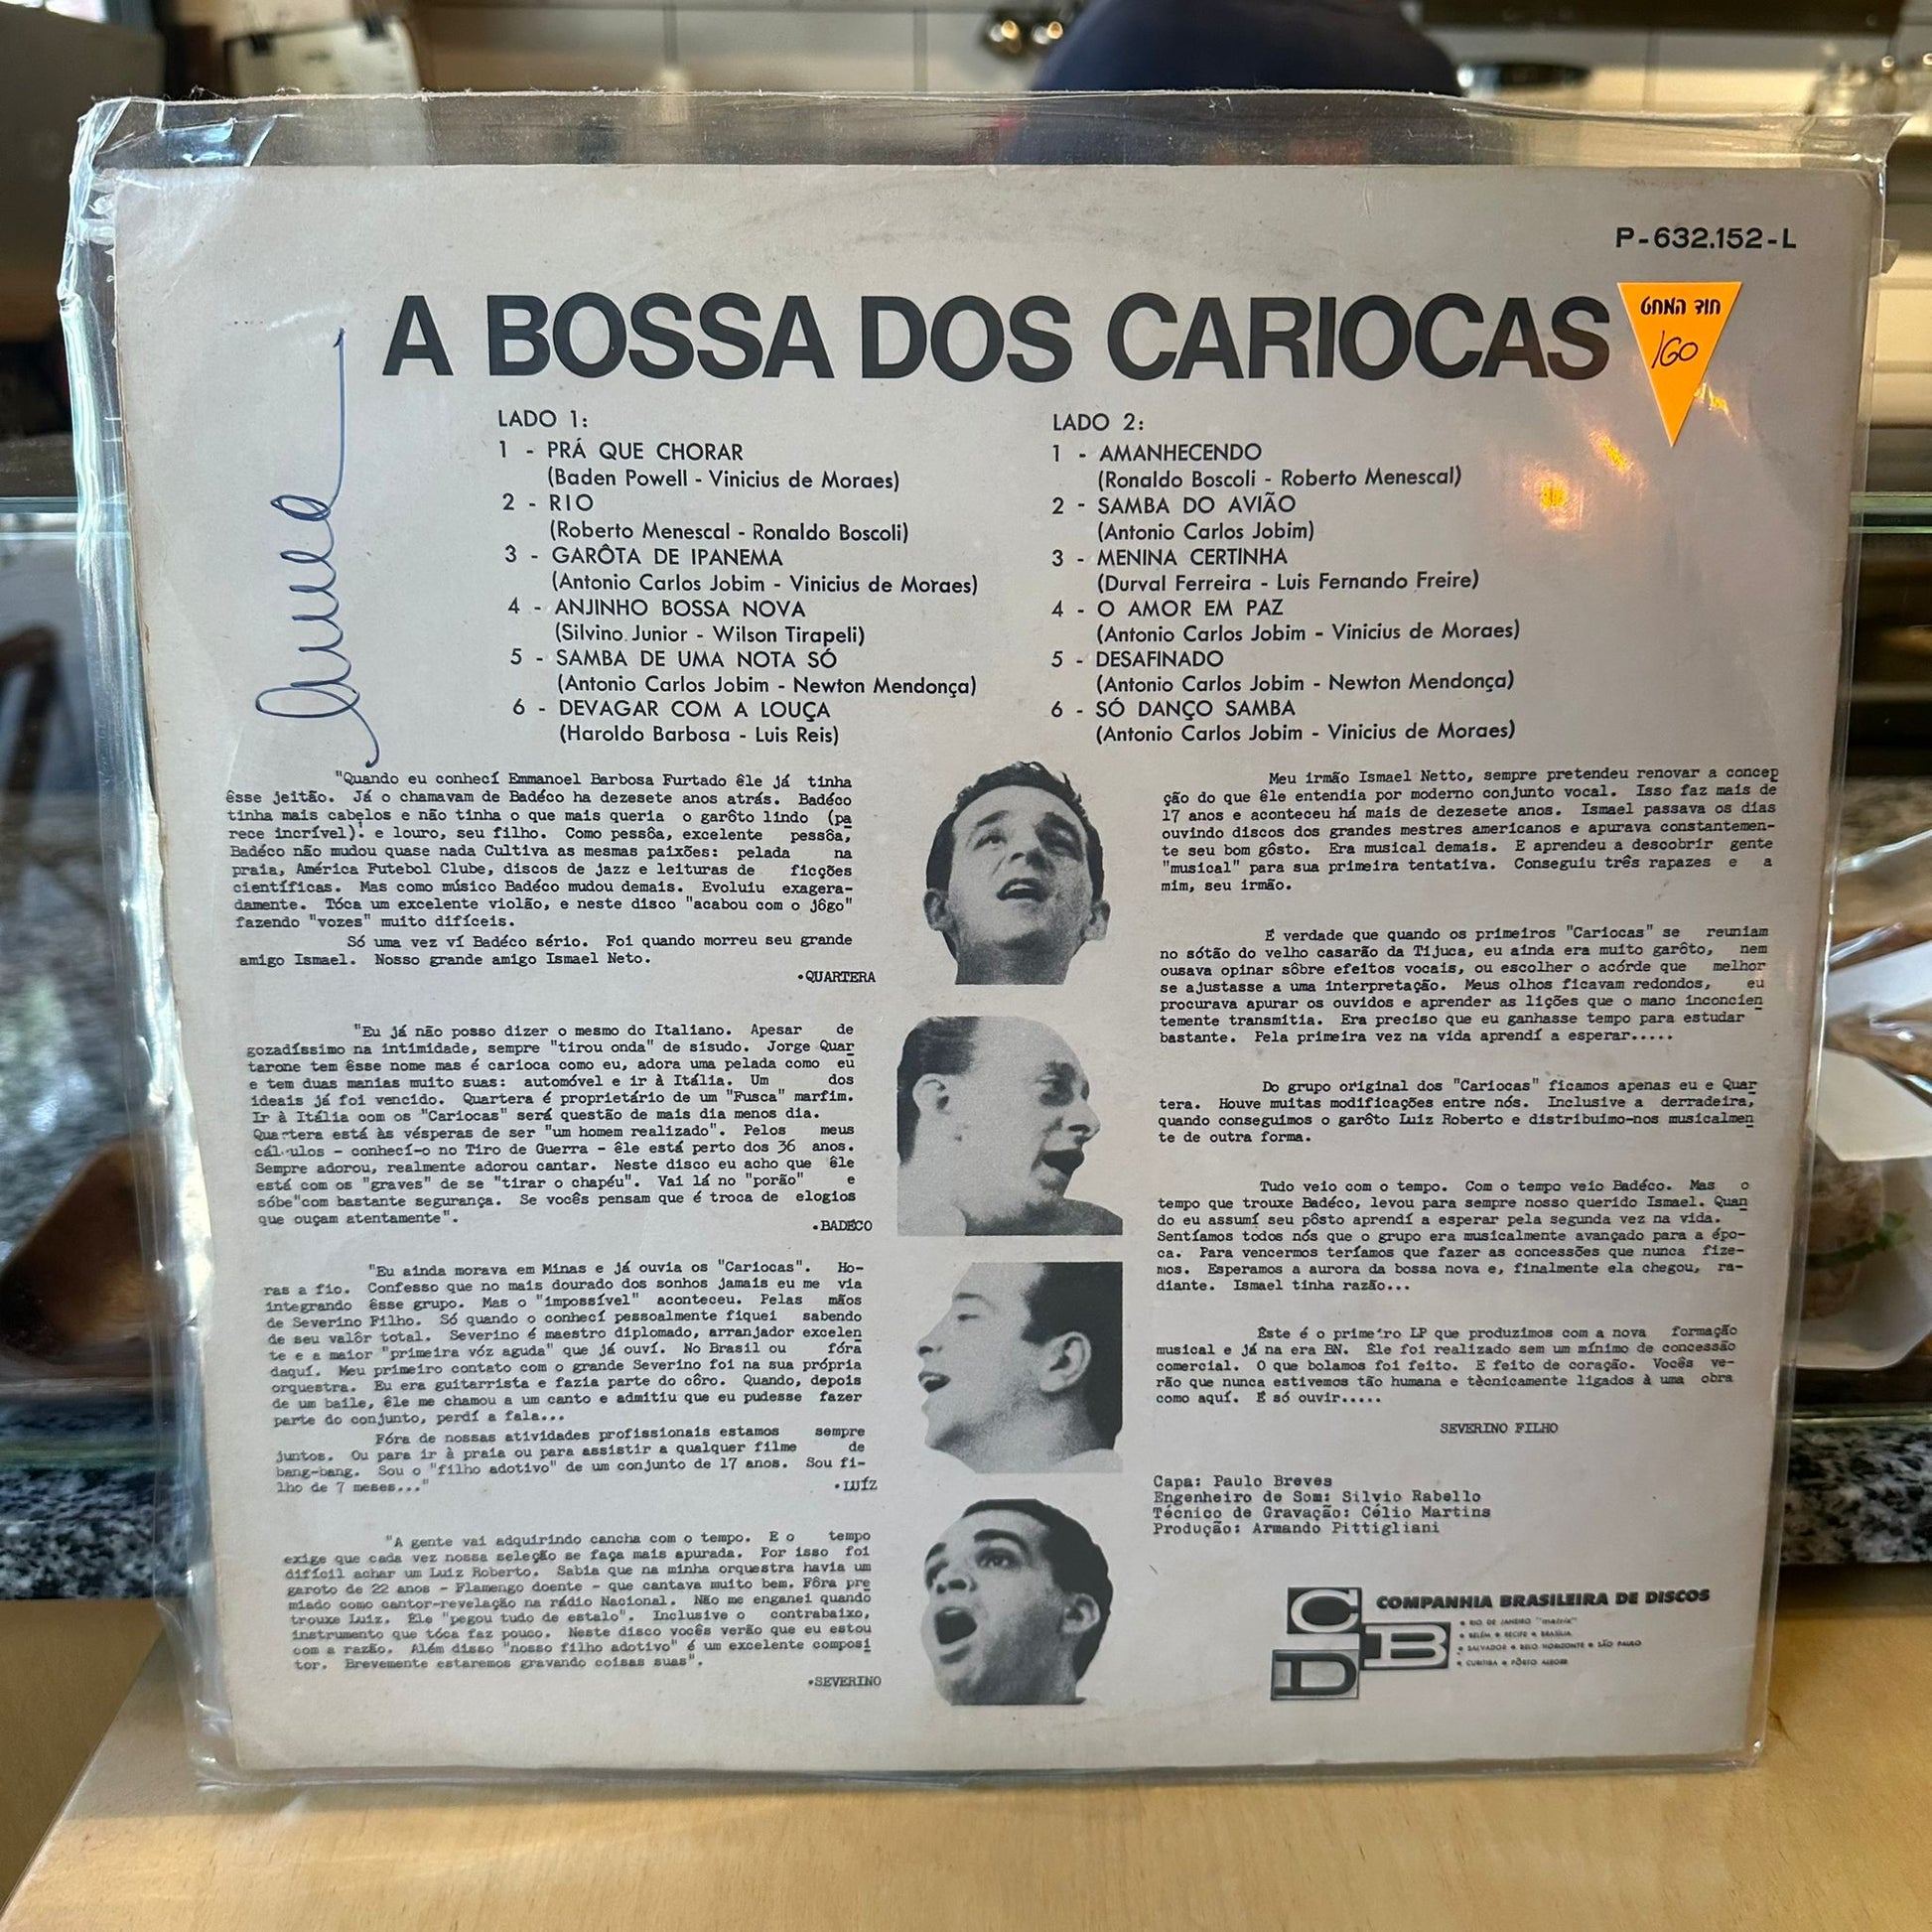 P-632.152-L
A BOSSA DOS CARIOCAS
חוד המחט
160
LADO 1:
1 - PRÁ QUE CHORAR
(Baden Powell - Vinicius de Moraes)
2 - RIO
(Roberto Menescal - Ronaldo Boscoli)
3 - GARÔTA DE IPANEMA
(Antonio Carlos Jobim - Vinicius de Moraes)
4 - ANJINHO BOSSA NOVA
(Silvino Junior - Wilson Tirapeli)
5 - SAMBA DE UMA NOTA SÓ
(Antonio Carlos Jobim - Newton Mendonça)
6 - DEVAGAR COM A LOUÇA
(Haroldo Barbosa - Luis Reis)
LADO 2:
1 - AMANHECENDO
(Ronaldo Boscoli - Roberto Menescal)
2 - SAMBA DO AVIÃO
(Antonio Carlos Jobim)
3 - MENINA CERTINHA
(Durval Ferreira - Luis Fernando Freire)
4 - O AMOR EM PAZ
(Antonio Carlos Jobim - Vinicius de Moraes)
5 - DESAFINADO
(Antonio Carlos Jobim - Newton Mendonça)
6 - SÓ DANÇO SAMBA
(Antonio Carlos Jobim - Vinicius de Moraes)
"Quando eu conhecí Emmanoel Barbosa Furtado êle já tinha
êsse jeitão. Já o chamavam de Badéco ha dezesete anos atrás. Badéco
tinha mais cabelos e não tinha o que mais queria o garôto lindo (pa
rece incrível)! e louro, seu filho. Como pessôa, excelente pessôa,
Badéco não mudou quase nada Cultiva as mesmas paixões: pelada na
praia, América Futebol Clube, discos de jazz e leituras de ficções
científicas. Mas como músico Badéco mudou demais. Evoluiu exagera-
damente. Tóca um excelente violão, e neste disco "acabou com o jôgo"
fazendo "vozes" muito difíceis.
Só uma vez ví Badéco sério. Foi quando morreu seu grande
amigo Ismael. Nosso grande amigo Ismael Neto.
•QUARTERA
"Eu já não posso dizer o mesmo do Italiano. Apesar de
gozadíssimo na intimidade, sempre "tirou onda" de sisudo. Jorge Quar
tarone tem êsse nome mas é carioca como eu, adora uma pelada como eu
e tem duas manias muito suas: automóvel e ir à Itália. Um dos
ideais já foi vencido. Quartera é proprietário de um "Fusca" marfim.
Ir à Itália com os "Cariocas" será questão de mais dia menos dia.
Quartera está às vésperas de ser "um homem realizado". Pelos meus
cálculos - conhecí-o no Tiro de Guerra - êle está perto dos 36 anos.
Sempre adorou, realmente adorou cantar. Neste disco eu acho que êle
está com os "graves" de se "tirar o chapéu". Vai lá no "porão" e
sóbe"com bastante segurança. Se vocês pensam que é troca de elogios
que ouçam atentamente".
•BADÉCO
"Eu ainda morava em Minas e já ouvia os "Cariocas". Ho-
ras a fio. Confesso que no mais dourado dos sonhos jamais eu me via
integrando êsse grupo. Mas o "impossível" aconteceu. Pelas mãos
de Severino Filho. Só quando o conhecí pessoalmente fiquei sabendo
de seu valôr total. Severino é maestro diplomado, arranjador excelen
te e a maior "primeira vóz aguda" que já ouví. No Brasil ou fóra
daquí. Meu primeiro contato com o grande Severino foi na sua própria
orquestra. Eu era guitarrista e fazia parte do côro. Quando, depois
de um baile, êle me chamou a um canto e admitiu que eu pudesse fazer
parte do conjunto, perdí a fala...
Fóra de nossas atividades profissionais estamos sempre
juntos. Ou para ir à praia ou para assistir a qualquer filme de
bang-bang. Sou o "filho adotivo" de um conjunto de 17 anos. Sou fi-
lho de 7 meses..."
•LUÍZ
"A gente vai adquirindo cancha com o tempo. E o tempo
exige que cada vez nossa seleção se faça mais apurada. Por isso foi
difícil achar um Luiz Roberto. Sabia que na minha orquestra havia um
garoto de 22 anos - Flamengo doente - que cantava muito bem. Fôra pre
miado como cantor-revelação na rádio Nacional. Não me enganei quando
trouxe Luiz. Êle "pegou tudo de estalo". Inclusive o contrabaixo,
instrumento que tóca faz pouco. Neste disco vocês verão que eu estou
com a razão. Além disso "nosso filho adotivo" é um excelente composi
tor. Brevemente estaremos gravando coisas suas".
•SEVERINO
Meu irmão Ismael Netto, sempre pretendeu renovar a concep
ção do que êle entendia por moderno conjunto vocal. Isso faz mais de
17 anos e aconteceu há mais de dezesete anos. Ismael passava os dias
ouvindo discos dos grandes mestres americanos e apurava constantemen-
te seu bom gôsto. Era musical demais. E aprendeu a descobrir gente
"musical" para sua primeira tentativa. Conseguiu três rapazes e a
mim, seu irmão.
É verdade que quando os primeiros "Cariocas" se reuniam
no sótão do velho casarão da Tijuca, eu ainda era muito garôto, nem
ousava opinar sôbre efeitos vocais, ou escolher o acórde que melhor
se ajustasse a uma interpretação. Meus olhos ficavam redondos, eu
procurava apurar os ouvidos e aprender as lições que o mano inconcien
temente transmitia. Era preciso que eu ganhasse tempo para estudar
bastante. Pela primeira vez na vida aprendí a esperar.....
Do grupo original dos "Cariocas" ficamos apenas eu e Quar
tera. Houve muitas modificações entre nós. Inclusive a derradeira,
quando conseguimos o garôto Luiz Roberto e distribuimo-nos musicalmen
te de outra forma.
Tudo veio com o tempo. Com o tempo veio Badéco. Mas o
tempo que trouxe Badéco, levou para sempre nosso querido Ismael. Quan
do eu assumí seu pôsto aprendí a esperar pela segunda vez na vida.
Sentíamos todos nós que o grupo era musicalmente avançado para a épo-
ca. Para vencermos teríamos que fazer as concessões que nunca fize-
mos. Esperamos a aurora da bossa nova e, finalmente ela chegou, ra-
diante. Ismael tinha razão...
Êste é o primeiro LP que produzimos com a nova formação
musical e já na era BN. Êle foi realizado sem um mínimo de concessão
comercial. O que bolamos foi feito. E feito de coração. Vocês ve-
rão que nunca estivemos tão humana e tècnicamente ligados à uma obra
como aquí. É só ouvir.....
SEVERINO FILHO
Capa: Paulo Breves
Engenheiro de Som: Silvio Rabello
Técnico de Gravação: Célio Martins
Produção: Armando Pittigliani
CBD
COMPANHIA BRASILEIRA DE DISCOS
• RIO DE JANEIRO "matriz"
• BELÉM • RECIFE • BRASÍLIA
• SALVADOR • BELO HORIZONTE • SÃO PAULO
• CURITIBA • PÔRTO ALEGRE